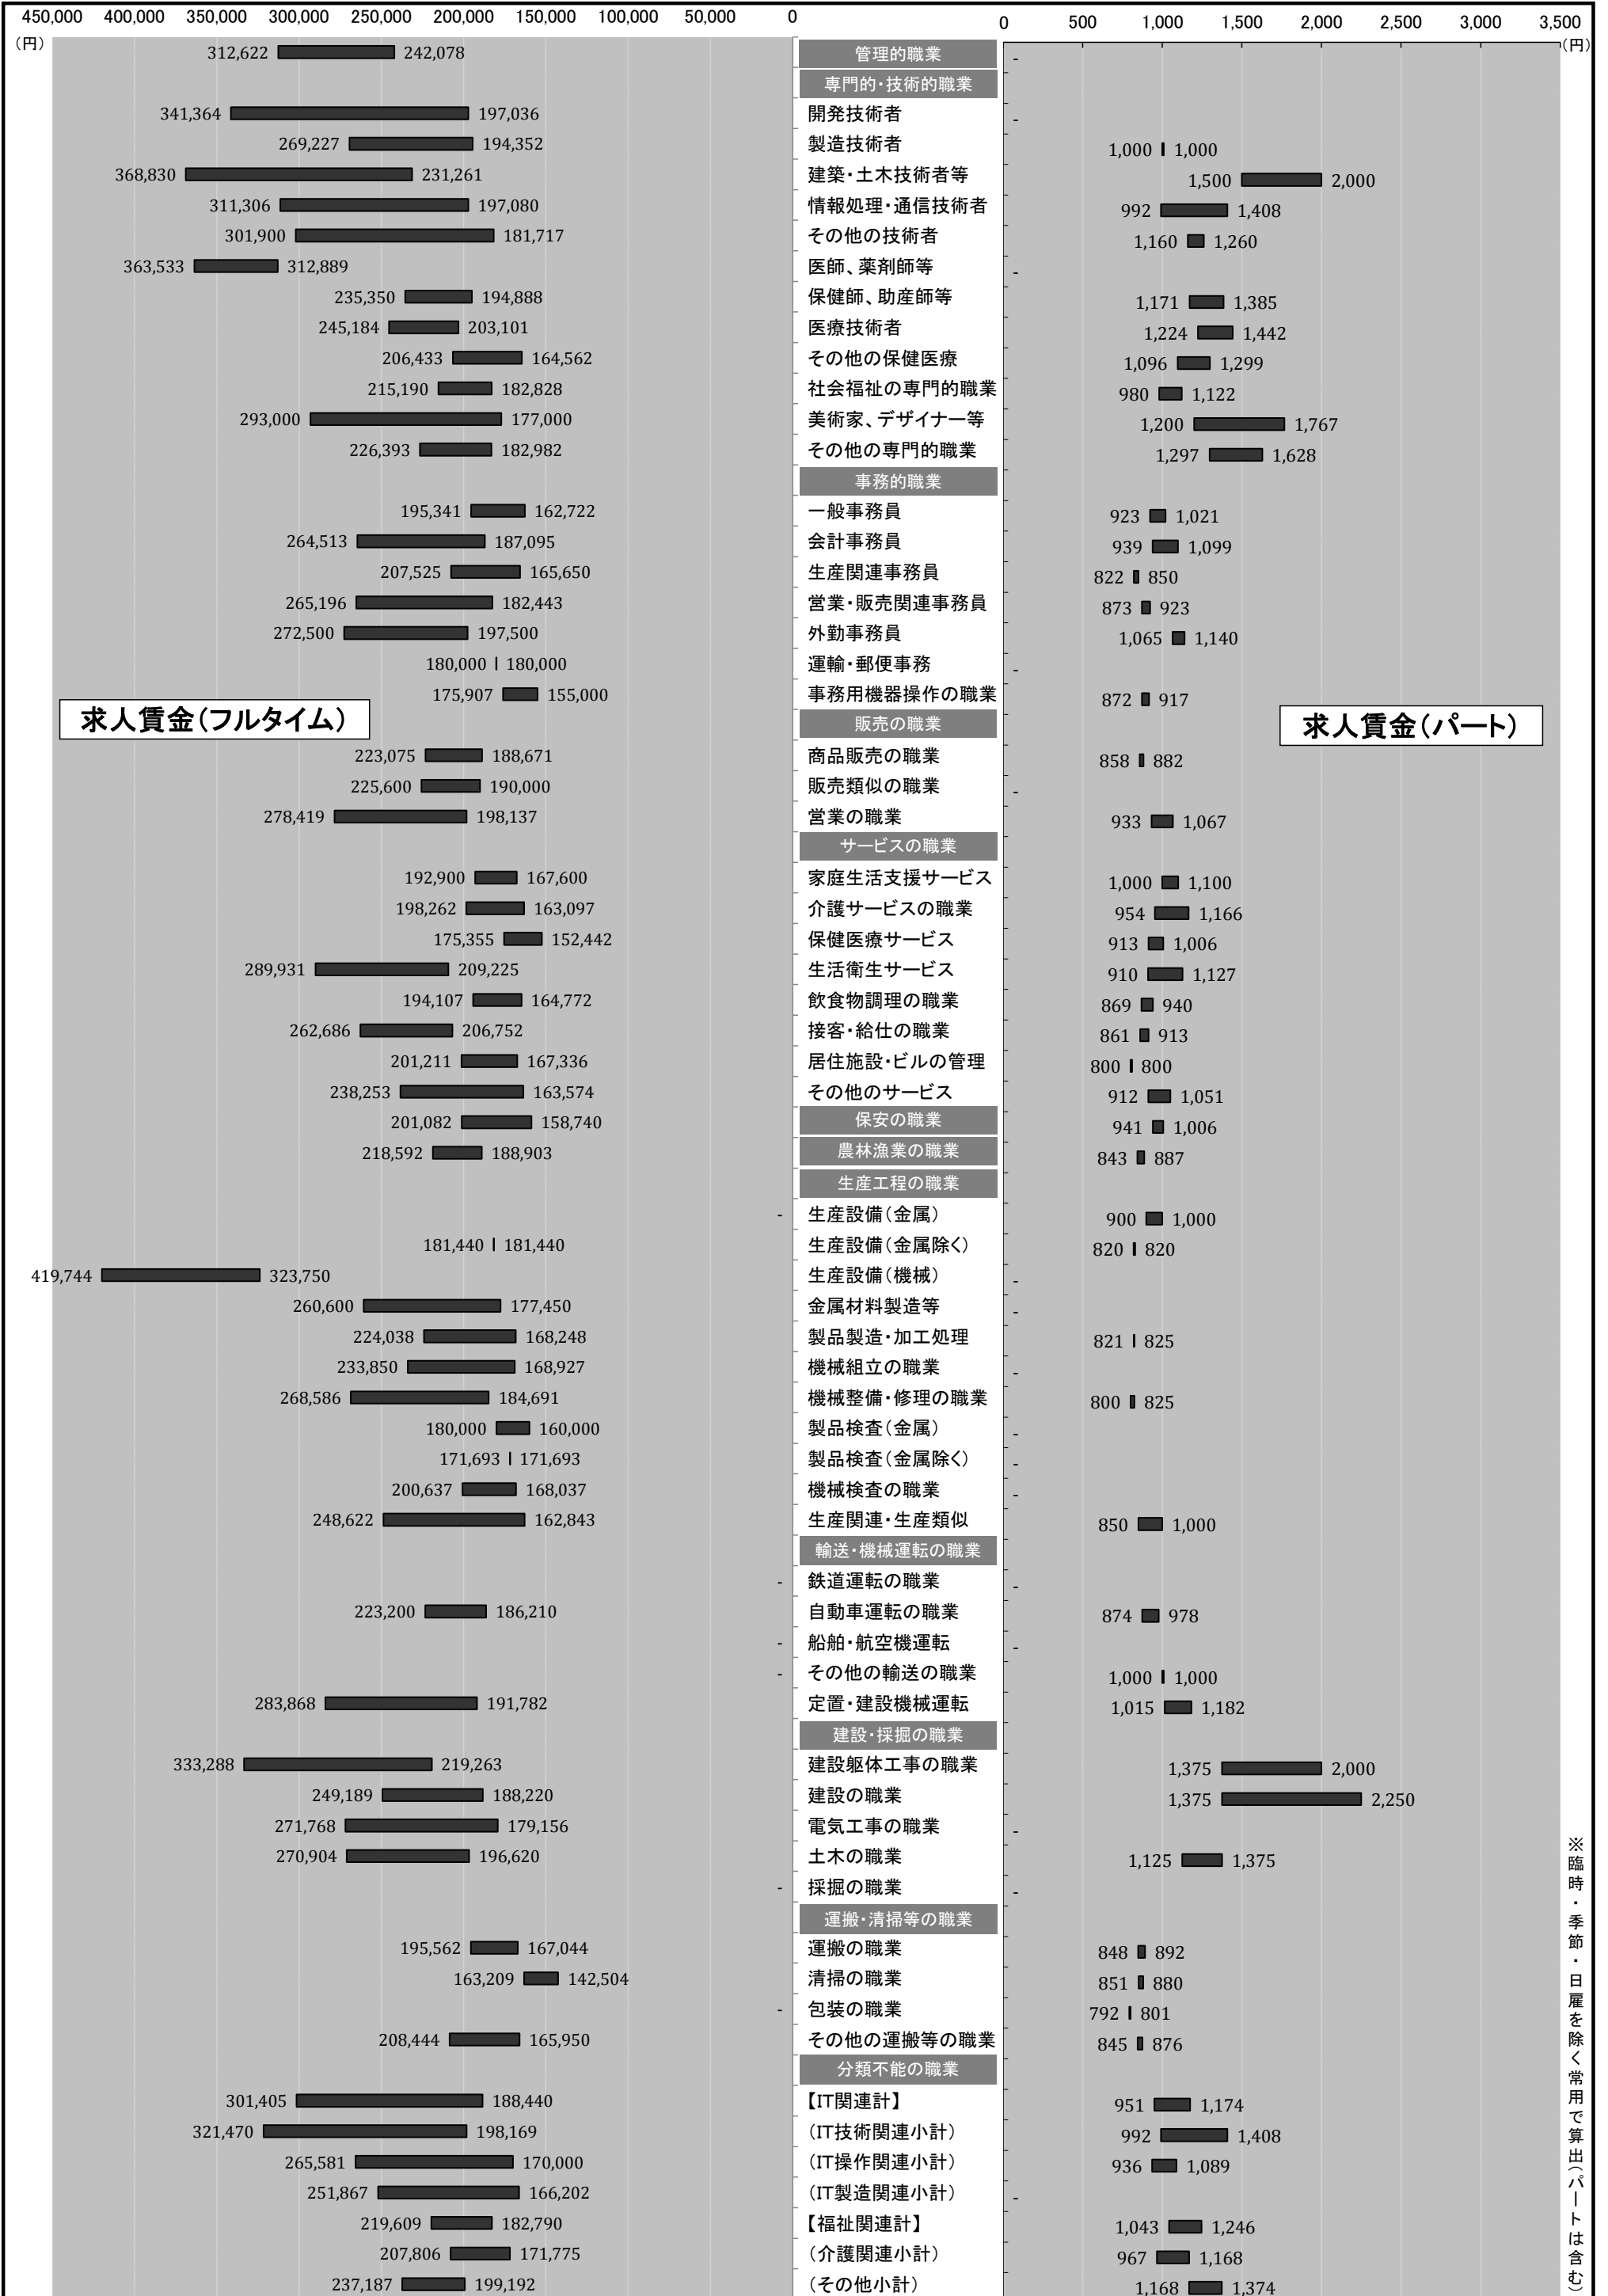 450,000 400,000 350,000 300,000 250,000 200,000 150,000 100,000 50,000 0 0 500 1,000 1,500 2,000 2,500 3,000 3,500
（円） （円）
312,622 242,078 管理的職業 -
専門的・技術的職業
341,364 197,036 開発技術者 -
269,227 194,352 製造技術者 1,000 1,000
368,830 231,261 建築・土木技術者等 1,500 2,000
311,306 197,080 情報処理・通信技術者 992 1,408
301,900 181,717 その他の技術者 1,160 1,260
363,533 312,889 医師、薬剤師等 -
235,350 194,888 保健師、助産師等 1,171 1,385
245,184 203,101 医療技術者 1,224 1,442
206,433 164,562 その他の保健医療 1,096 1,299
215,190 182,828 社会福祉の専門的職業 980 1,122
293,000 177,000 美術家、デザイナー等 1,200 1,767
226,393 182,982 その他の専門的職業 1,297 1,628
事務的職業
195,341 162,722 一般事務員 923 1,021
264,513 187,095 会計事務員 939 1,099
207,525 165,650 生産関連事務員 822 850
265,196 182,443 営業・販売関連事務員 873 923
272,500 197,500 外勤事務員 1,065 1,140
180,000 180,000 運輸・郵便事務 -
175,907 155,000 事務用機器操作の職業 872 917
求人賃金（フルタイム） 販売の職業 求人賃金（パート）
223,075 188,671 商品販売の職業 858 882
225,600 190,000 販売類似の職業 -
278,419 198,137 営業の職業 933 1,067
サービスの職業
192,900 167,600 家庭生活支援サービス 1,000 1,100
198,262 163,097 介護サービスの職業 954 1,166
175,355 152,442 保健医療サービス 913 1,006
289,931 209,225 生活衛生サービス 910 1,127
194,107 164,772 飲食物調理の職業 869 940
262,686 206,752 接客・給仕の職業 861 913
201,211 167,336 居住施設・ビルの管理 800 800
238,253 163,574 その他のサービス 912 1,051
201,082 158,740 保安の職業 941 1,006
218,592 188,903 農林漁業の職業 843 887
生産工程の職業
- 生産設備（金属） 900 1,000
181,440 181,440 生産設備（金属除く） 820 820
419,744 323,750 生産設備（機械） -
260,600 177,450 金属材料製造等 -
224,038 168,248 製品製造・加工処理 821 825
233,850 168,927 機械組立の職業 -
268,586 184,691 機械整備・修理の職業 800 825
180,000 160,000 製品検査（金属） -
171,693 171,693 製品検査（金属除く） -
200,637 168,037 機械検査の職業 -
248,622 162,843 生産関連・生産類似 850 1,000
輸送・機械運転の職業
- 鉄道運転の職業 -
223,200 186,210 自動車運転の職業 874 978
- 船舶・航空機運転 -
- その他の輸送の職業 1,000 1,000
283,868 191,782 定置・建設機械運転 1,015 1,182
建設・採掘の職業
333,288 219,263 建設躯体工事の職業 1,375 2,000
249,189 188,220 建設の職業 1,375 2,250
271,768 179,156 電気工事の職業 -
270,904 196,620 土木の職業 1,125 1,375
- 採掘の職業 -
運搬・清掃等の職業
195,562 167,044 運搬の職業 848 892
163,209 142,504 清掃の職業 851 880
- 包装の職業 792 801
208,444 165,950 その他の運搬等の職業 845 876
分類不能の職業
301,405 188,440 【IT関連計】 951 1,174
321,470 198,169 （IT技術関連小計） 992 1,408
265,581 170,000 （IT操作関連小計） 936 1,089
251,867 166,202 （IT製造関連小計） -
219,609 182,790 【福祉関連計】 1,043 1,246
207,806 171,775 （介護関連小計） 967 1,168
237,187 199,192 （その他小計） 1,168 1,374
※臨時・季節・日雇を除く常用で算出（パートは含む）